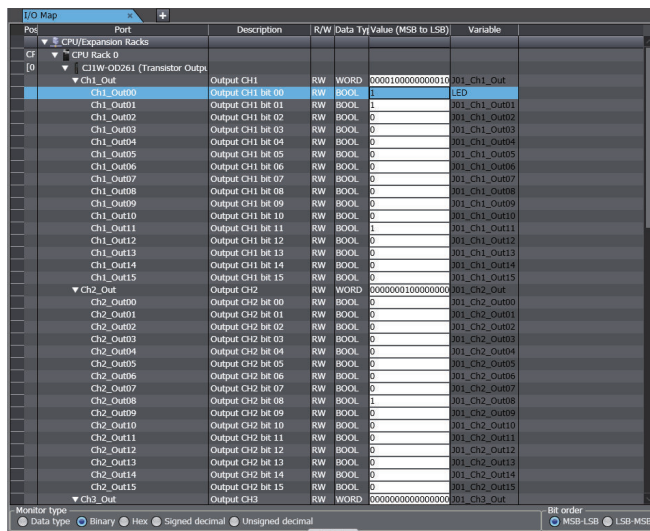 I/O Map × +
Pos Port Description R/W Data Ty Value (MSB to LSB) Variable
▼ CPU/Expansion Racks
CP ▼ CPU Rack 0
[0 ▼ CJ1W-OD261 (Transistor Outpu
▼ Ch1_Out Output CH1 RW WORD 0000100000000010 J01_Ch1_Out
Ch1_Out00 Output CH1 bit 00 RW BOOL 1 LED
Ch1_Out01 Output CH1 bit 01 RW BOOL 1 J01_Ch1_Out01
Ch1_Out02 Output CH1 bit 02 RW BOOL 0 J01_Ch1_Out02
Ch1_Out03 Output CH1 bit 03 RW BOOL 0 J01_Ch1_Out03
Ch1_Out04 Output CH1 bit 04 RW BOOL 0 J01_Ch1_Out04
Ch1_Out05 Output CH1 bit 05 RW BOOL 0 J01_Ch1_Out05
Ch1_Out06 Output CH1 bit 06 RW BOOL 0 J01_Ch1_Out06
Ch1_Out07 Output CH1 bit 07 RW BOOL 0 J01_Ch1_Out07
Ch1_Out08 Output CH1 bit 08 RW BOOL 0 J01_Ch1_Out08
Ch1_Out09 Output CH1 bit 09 RW BOOL 0 J01_Ch1_Out09
Ch1_Out10 Output CH1 bit 10 RW BOOL 0 J01_Ch1_Out10
Ch1_Out11 Output CH1 bit 11 RW BOOL 1 J01_Ch1_Out11
Ch1_Out12 Output CH1 bit 12 RW BOOL 0 J01_Ch1_Out12
Ch1_Out13 Output CH1 bit 13 RW BOOL 0 J01_Ch1_Out13
Ch1_Out14 Output CH1 bit 14 RW BOOL 0 J01_Ch1_Out14
Ch1_Out15 Output CH1 bit 15 RW BOOL 0 J01_Ch1_Out15
▼ Ch2_Out Output CH2 RW WORD 0000000100000000 J01_Ch2_Out
Ch2_Out00 Output CH2 bit 00 RW BOOL 0 J01_Ch2_Out00
Ch2_Out01 Output CH2 bit 01 RW BOOL 0 J01_Ch2_Out01
Ch2_Out02 Output CH2 bit 02 RW BOOL 0 J01_Ch2_Out02
Ch2_Out03 Output CH2 bit 03 RW BOOL 0 J01_Ch2_Out03
Ch2_Out04 Output CH2 bit 04 RW BOOL 0 J01_Ch2_Out04
Ch2_Out05 Output CH2 bit 05 RW BOOL 0 J01_Ch2_Out05
Ch2_Out06 Output CH2 bit 06 RW BOOL 0 J01_Ch2_Out06
Ch2_Out07 Output CH2 bit 07 RW BOOL 0 J01_Ch2_Out07
Ch2_Out08 Output CH2 bit 08 RW BOOL 1 J01_Ch2_Out08
Ch2_Out09 Output CH2 bit 09 RW BOOL 0 J01_Ch2_Out09
Ch2_Out10 Output CH2 bit 10 RW BOOL 0 J01_Ch2_Out10
Ch2_Out11 Output CH2 bit 11 RW BOOL 0 J01_Ch2_Out11
Ch2_Out12 Output CH2 bit 12 RW BOOL 0 J01_Ch2_Out12
Ch2_Out13 Output CH2 bit 13 RW BOOL 0 J01_Ch2_Out13
Ch2_Out14 Output CH2 bit 14 RW BOOL 0 J01_Ch2_Out14
Ch2_Out15 Output CH2 bit 15 RW BOOL 0 J01_Ch2_Out15
▼ Ch3_Out Output CH3 RW WORD 0000000000000000 J01_Ch3_Out
Monitor type Bit order
Data type Binary Hex Signed decimal Unsigned decimal MSB-LSB LSB-MSB